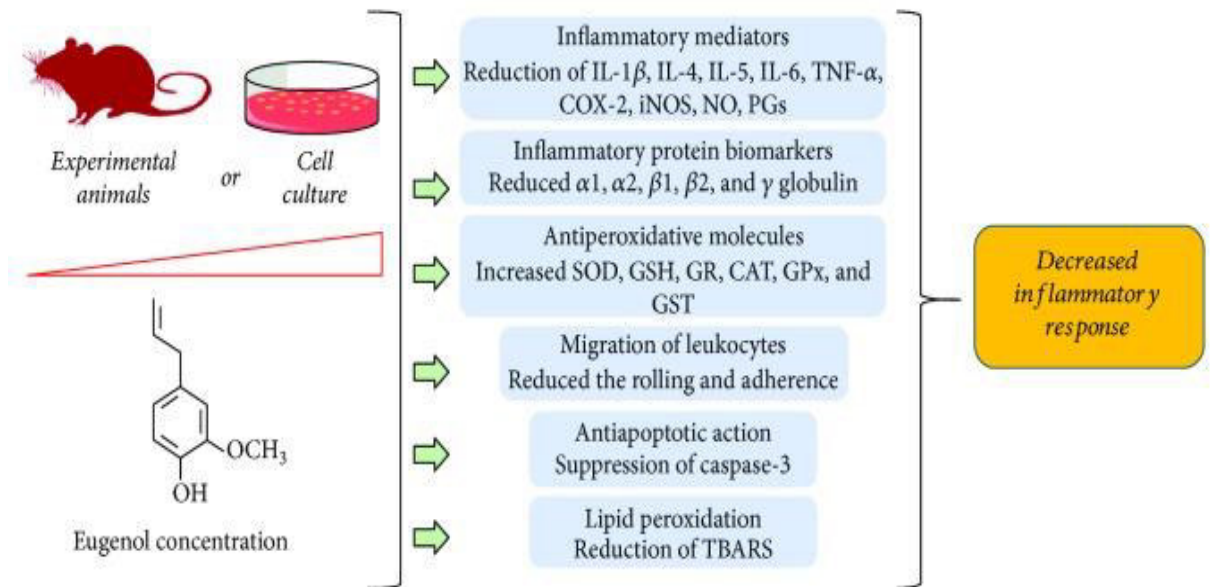 Experimental
animals
or
Cell
culture
OCH3
OH
Eugenol concentration
Inflammatory mediators
Reduction of IL-1β, IL-4, IL-5, IL-6, TNF-α,
COX-2, iNOS, NO, PGs
Inflammatory protein biomarkers
Reduced α1, α2, β1, β2, and γ globulin
Antiperoxidative molecules
Increased SOD, GSH, GR, CAT, GPx, and
GST
Migration of leukocytes
Reduced the rolling and adherence
Antiapoptotic action
Suppression of caspase-3
Lipid peroxidation
Reduction of TBARS
Decreased
inflammatory
response